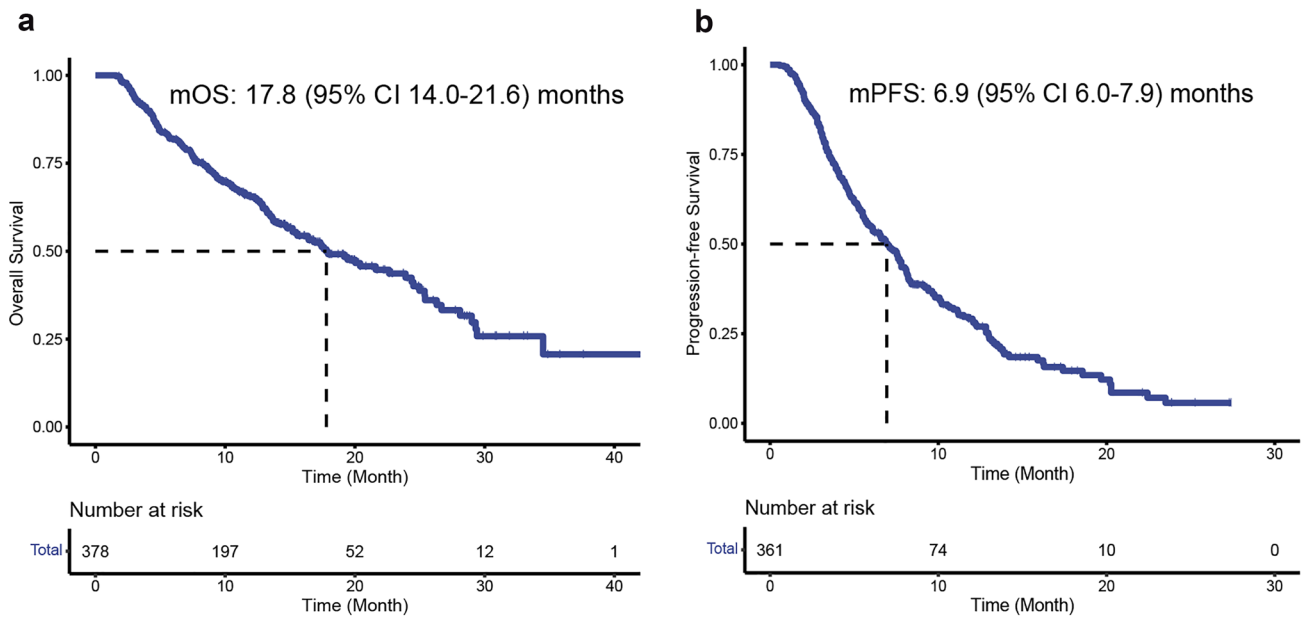 a
mOS: 17.8 (95% CI 14.0-21.6) months
Overall Survival
1.00
0.75
0.50
0.25
0.00
0 10 20 30 40
Time (Month)
Number at risk
Total 378 197 52 12 1
0 10 20 30 40
Time (Month)
b
mPFS: 6.9 (95% CI 6.0-7.9) months
Progression-free Survival
1.00
0.75
0.50
0.25
0.00
0 10 20 30
Time (Month)
Number at risk
Total 361 74 10 0
0 10 20 30
Time (Month)